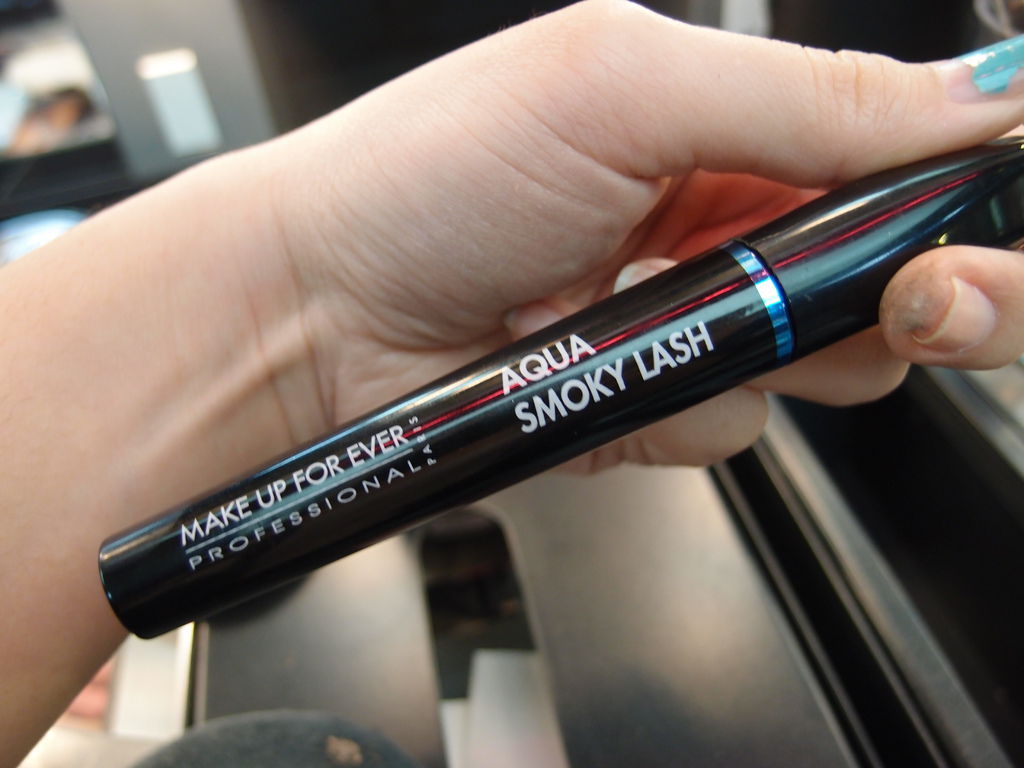 MAKE UP FOR EVER
PROFESSIONAL PARIS
AQUA
SMOKY LASH